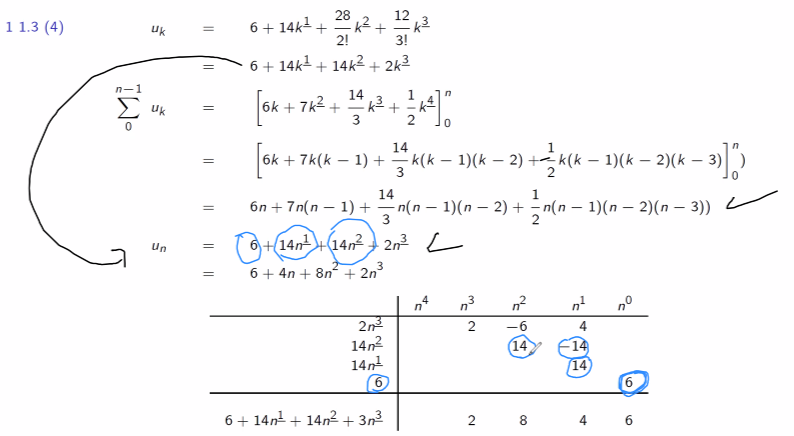 1 1.3 (4) u_k = 6 + 14k^{\underline{1}} + \frac{28}{2!}k^{\underline{2}} + \frac{12}{3!}k^{\underline{3}}
= 6 + 14k^{\underline{1}} + 14k^{\underline{2}} + 2k^{\underline{3}}
\sum_{0}^{n-1} u_k = \left[6k + 7k^{\underline{2}} + \frac{14}{3}k^{\underline{3}} + \frac{1}{2}k^{\underline{4}}\right]_0^n
= \left[6k + 7k(k − 1) + \frac{14}{3}k(k − 1)(k − 2) + \frac{1}{2}k(k − 1)(k − 2)(k − 3)\right]_0^n)
= 6n + 7n(n − 1) + \frac{14}{3}n(n − 1)(n − 2) + \frac{1}{2}n(n − 1)(n − 2)(n − 3))
u_n = 6 + 14n^{\underline{1}} + 14n^{\underline{2}} + 2n^{\underline{3}}
= 6 + 4n + 8n^2 + 2n^3
n^4 n^3 n^2 n^1 n^0
2n^{\underline{3}} 2 −6 4
14n^{\underline{2}} 14 −14
14n^{\underline{1}} 14
6 6
6 + 14n^{\underline{1}} + 14n^{\underline{2}} + 3n^{\underline{3}} 2 8 4 6